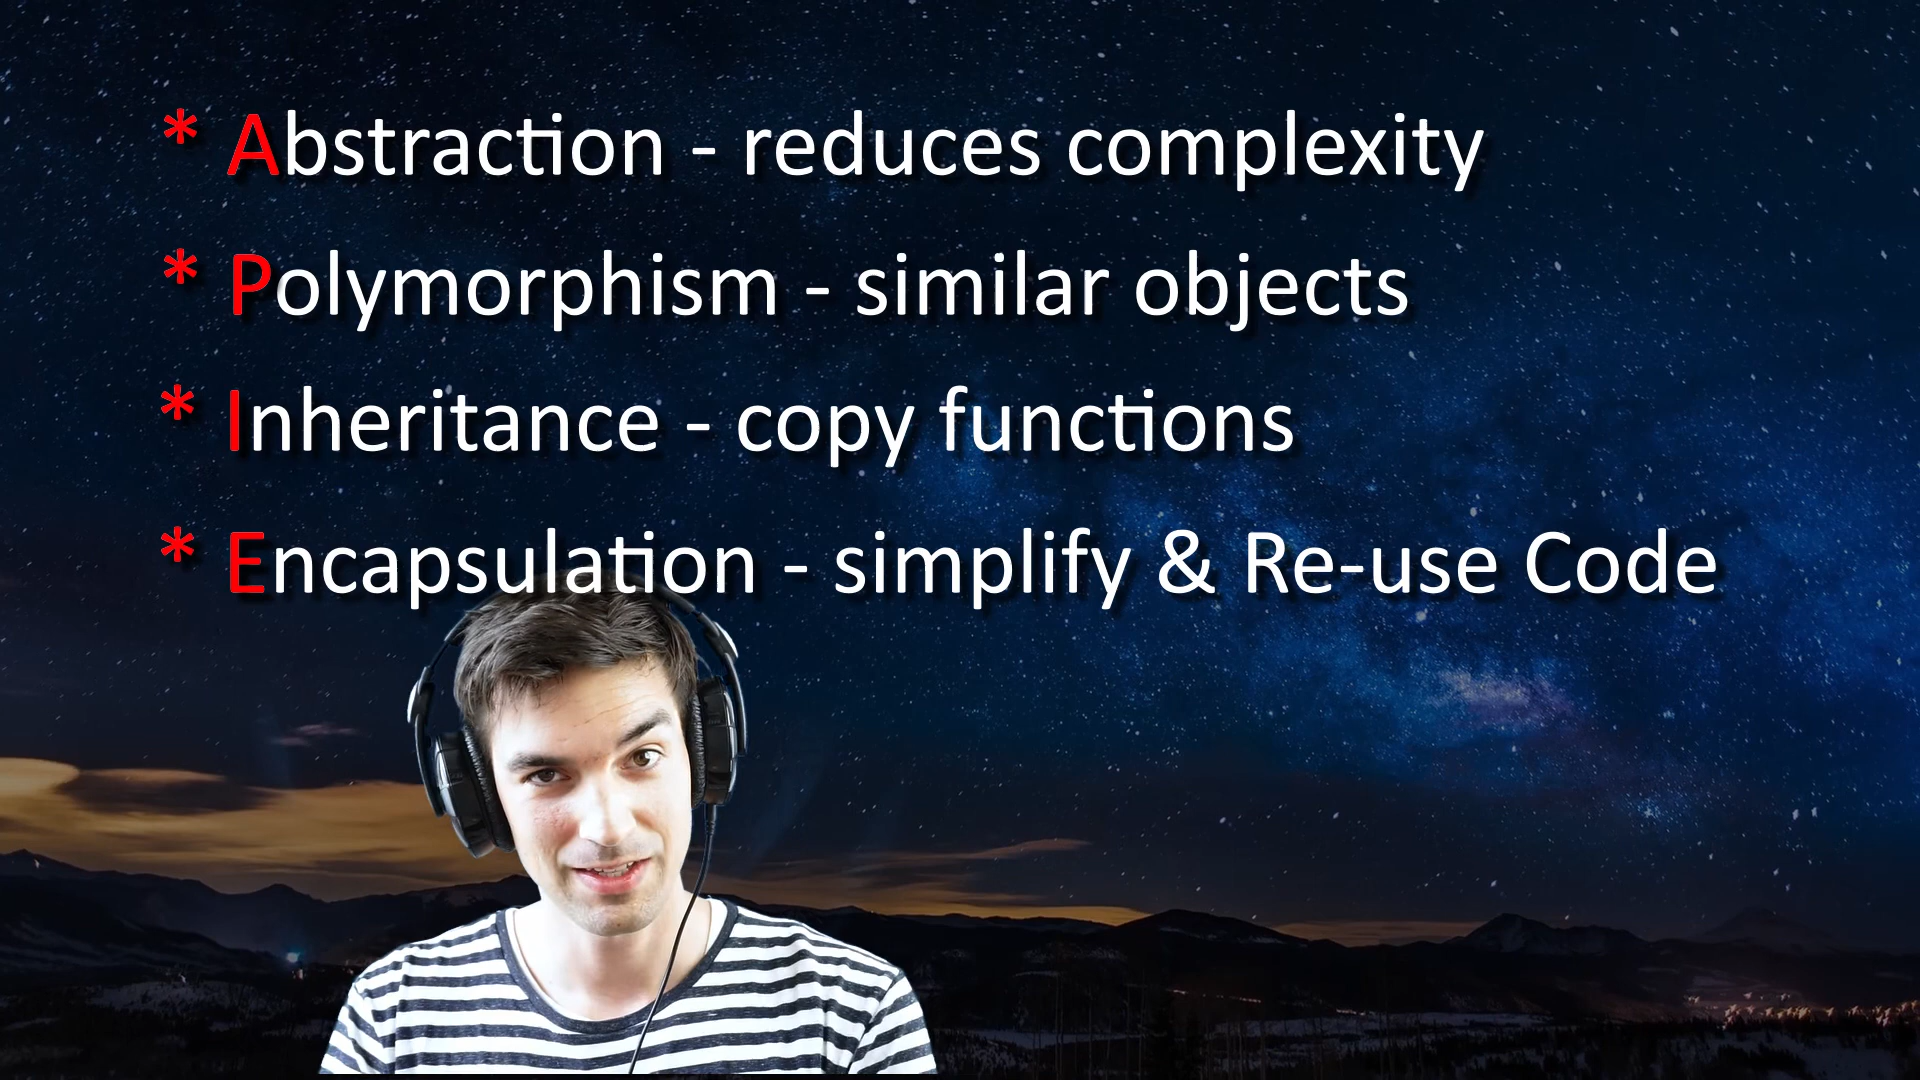 * Abstraction - reduces complexity
* Polymorphism - similar objects
* Inheritance - copy functions
* Encapsulation - simplify & Re-use Code